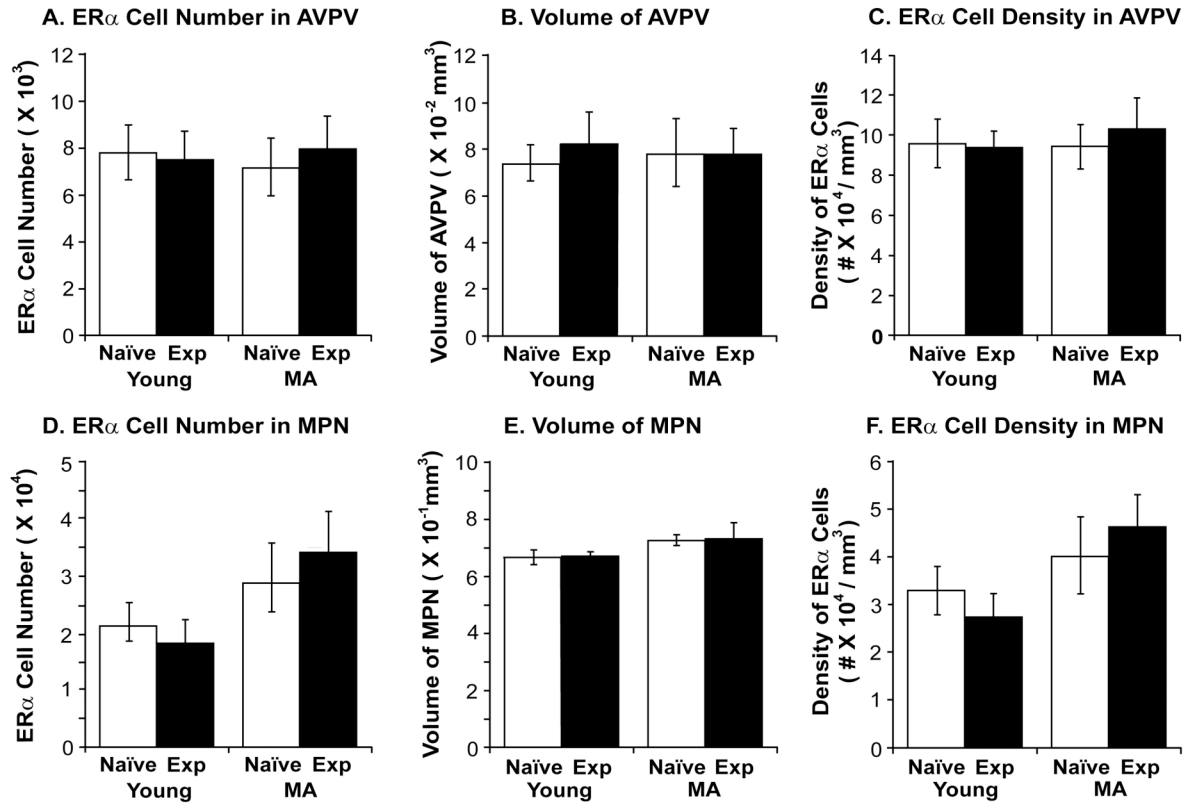 A. ERα Cell Number in AVPV
ERα Cell Number ( X 10³)
12
10
8
6
4
2
0
Naïve Exp Naïve Exp
Young MA
B. Volume of AVPV
Volume of AVPV ( X 10⁻² mm³)
12
10
8
6
4
2
0
Naïve Exp Naïve Exp
Young MA
C. ERα Cell Density in AVPV
Density of ERα Cells
( # X 10⁴/ mm³)
14
12
10
8
6
4
2
0
Naïve Exp Naïve Exp
Young MA
D. ERα Cell Number in MPN
ERα Cell Number ( X 10⁴)
5
4
3
2
1
0
Naïve Exp Naïve Exp
Young MA
E. Volume of MPN
Volume of MPN ( X 10⁻¹mm³)
10
8
6
4
2
0
Naïve Exp Naïve Exp
Young MA
F. ERα Cell Density in MPN
Density of ERα Cells
( # X 10⁴/ mm³)
6
5
4
3
2
1
0
Naïve Exp Naïve Exp
Young MA